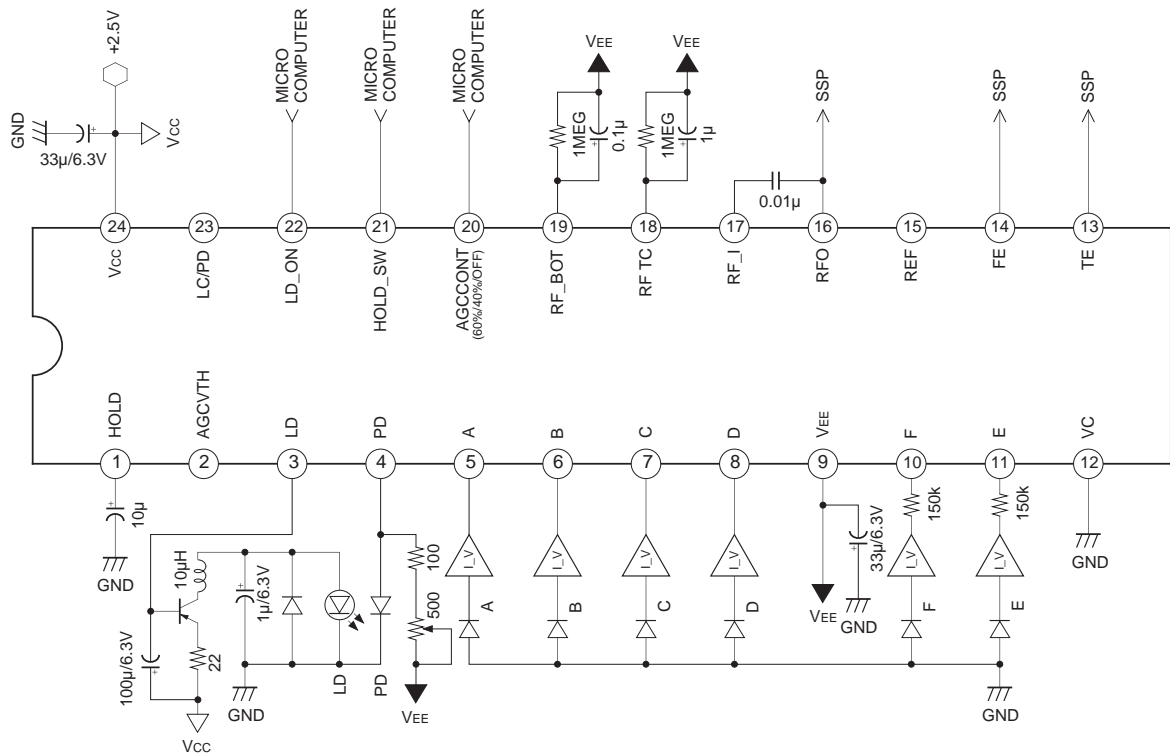 +2.5V
GND
33µ/6.3V
VCC
MICRO
COMPUTER
MICRO
COMPUTER
MICRO
COMPUTER
VEE
1MEG
0.1µ
VEE
1MEG
1µ
0.01µ
SSP
SSP
SSP
24
23
22
21
20
19
18
17
16
15
14
13
VCC
LC/PD
LD_ON
HOLD_SW
AGCCONT
(60%/40%/OFF)
RF_BOT
RF TC
RF_I
RFO
REF
FE
TE
HOLD
AGCVTH
LD
PD
A
B
C
D
VEE
F
E
VC
1
2
3
4
5
6
7
8
9
10
11
12
10µ
GND
100µ/6.3V
10µH
22
VCC
1µ/6.3V
GND
LD
PD
100
500
VEE
I_V
A
I_V
B
I_V
C
I_V
D
33µ/6.3V
VEE
GND
150k
I_V
F
150k
I_V
E
GND
GND